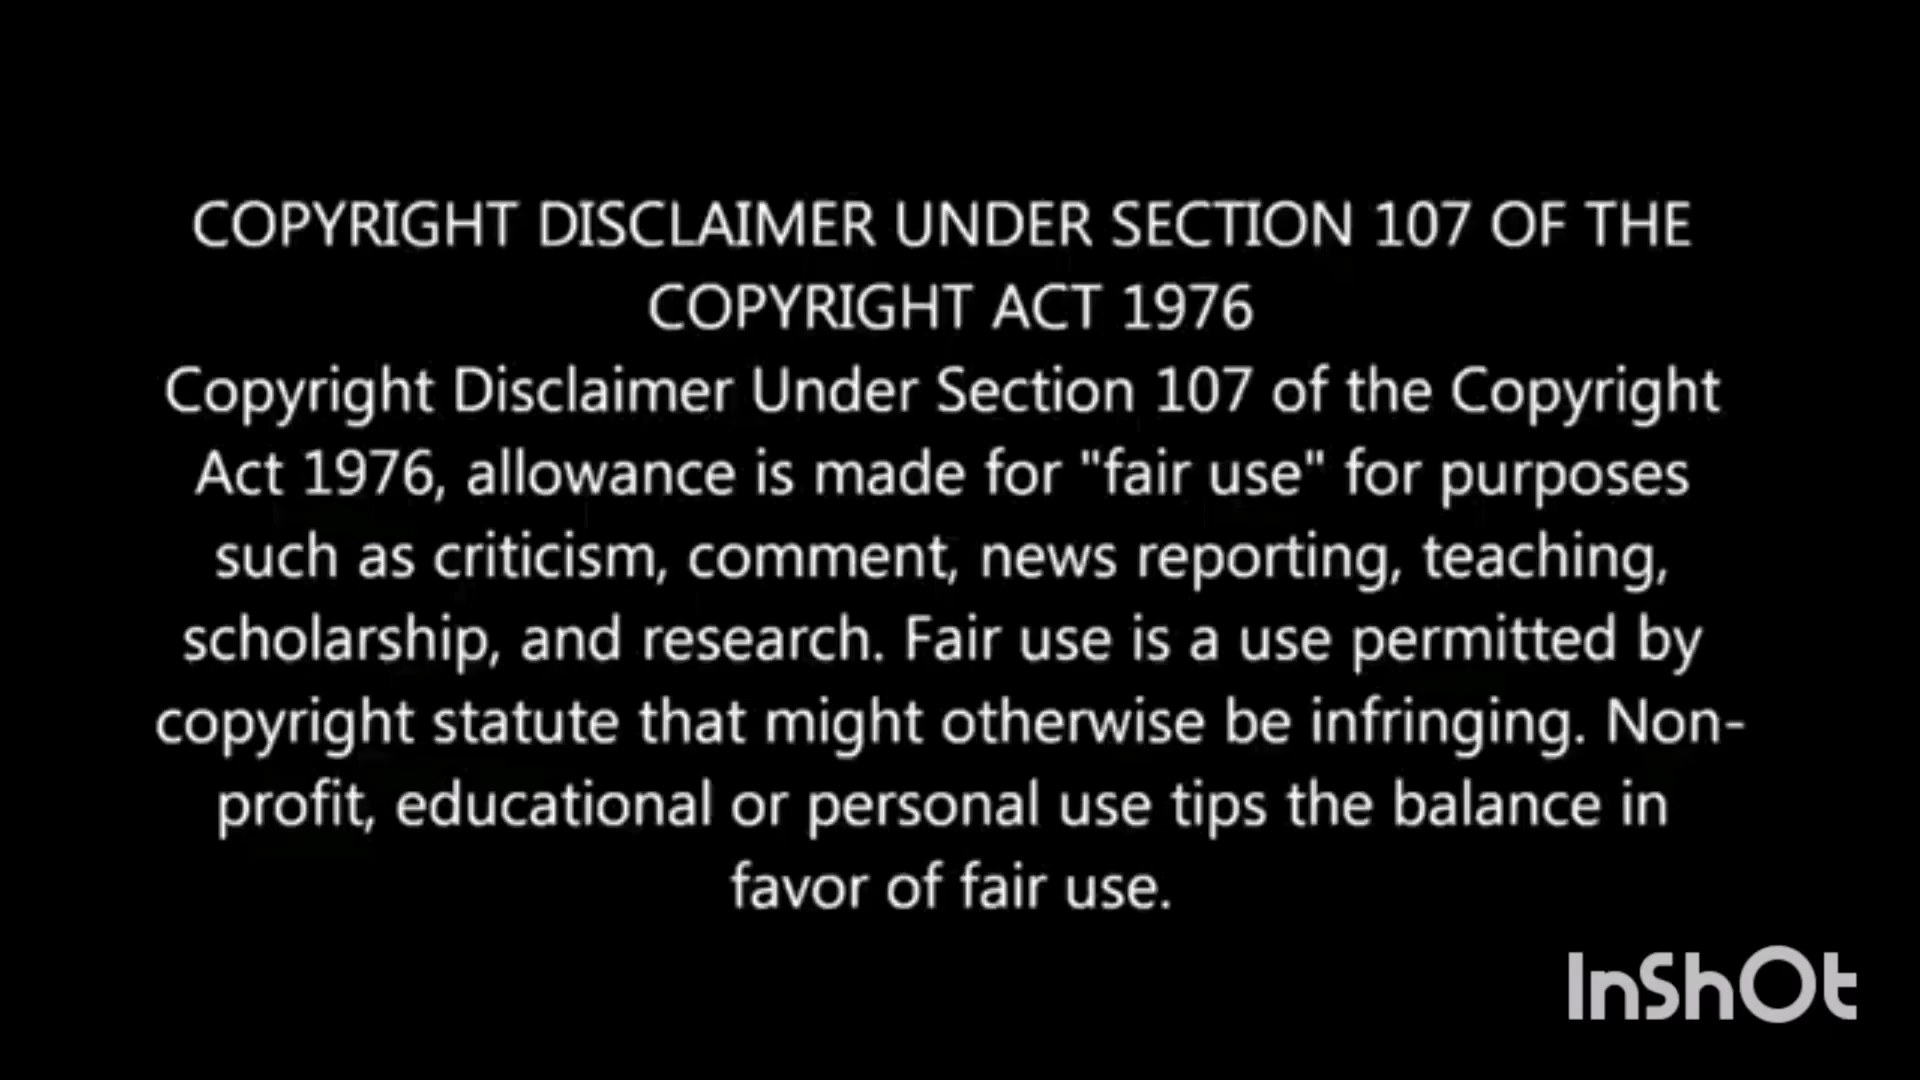 COPYRIGHT DISCLAIMER UNDER SECTION 107 OF THE
COPYRIGHT ACT 1976
Copyright Disclaimer Under Section 107 of the Copyright
Act 1976, allowance is made for "fair use" for purposes
such as criticism, comment, news reporting, teaching,
scholarship, and research. Fair use is a use permitted by
copyright statute that might otherwise be infringing. Non-
profit, educational or personal use tips the balance in
favor of fair use.
InShOt